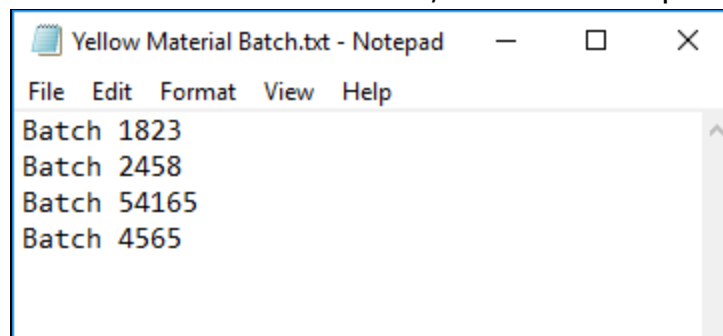 Yellow Material Batch.txt - Notepad
File Edit Format View Help
Batch 1823
Batch 2458
Batch 54165
Batch 4565